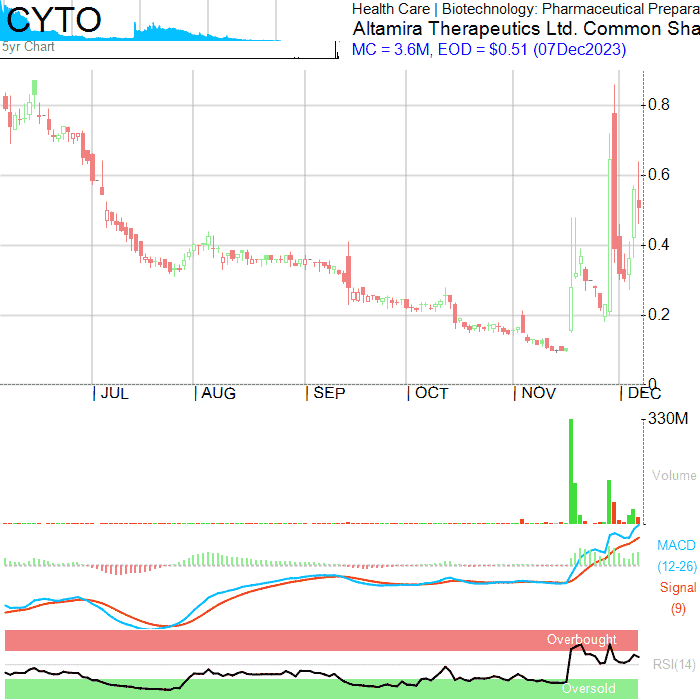 CYTO
5yr Chart
Health Care | Biotechnology: Pharmaceutical Prepara
Altamira Therapeutics Ltd. Common Sha
MC = 3.6M, EOD = $0.51 (07Dec2023)
0.8
0.6
0.4
0.2
0
| JUL | AUG | SEP | OCT | NOV | DEC
330M
Volume
MACD
(12-26)
Signal
(9)
Overbought
RSI(14)
Oversold